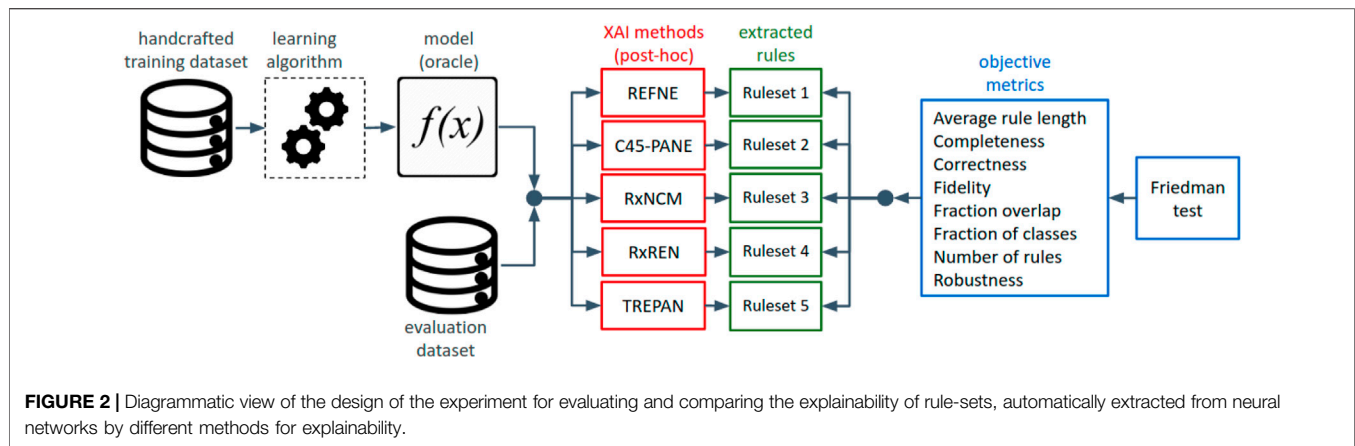 handcrafted
training dataset
learning
algorithm
model
(oracle)
f(x)
evaluation
dataset
XAI methods
(post-hoc)
REFNE
C45-PANE
RxNCM
RxREN
TREPAN
extracted
rules
Ruleset 1
Ruleset 2
Ruleset 3
Ruleset 4
Ruleset 5
objective
metrics
Average rule length
Completeness
Correctness
Fidelity
Fraction overlap
Fraction of classes
Number of rules
Robustness
Friedman
test
FIGURE 2 | Diagrammatic view of the design of the experiment for evaluating and comparing the explainability of rule-sets, automatically extracted from neural
networks by different methods for explainability.